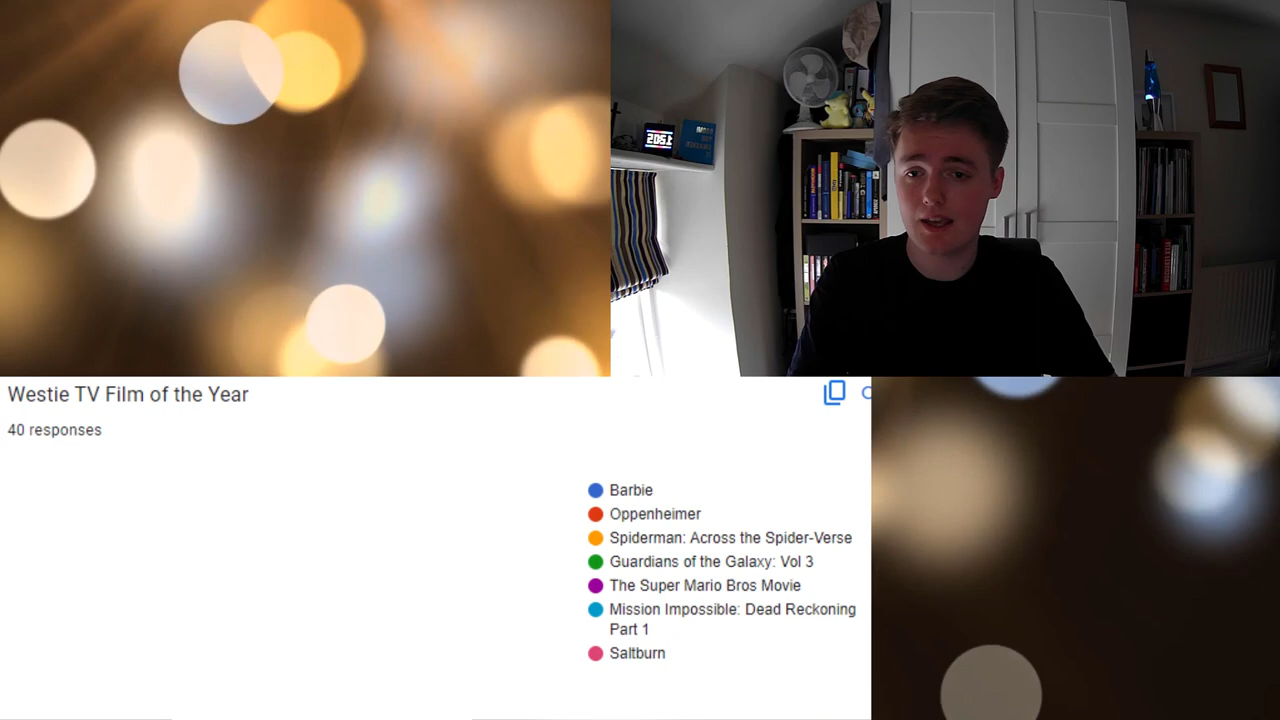 Westie TV Film of the Year
40 responses
Barbie
Oppenheimer
Spiderman: Across the Spider-Verse
Guardians of the Galaxy: Vol 3
The Super Mario Bros Movie
Mission Impossible: Dead Reckoning
Part 1
Saltburn